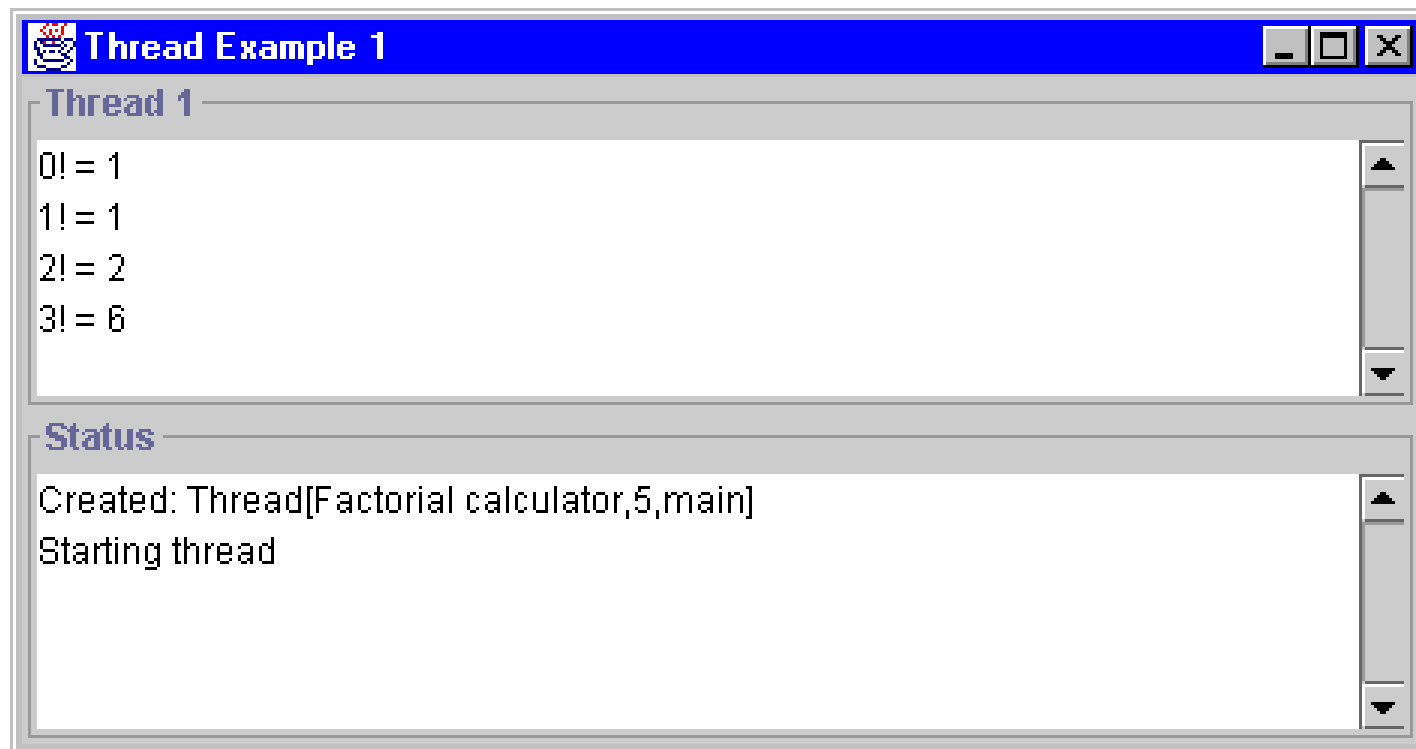 Thread Example 1
Thread 1
0! = 1
1! = 1
2! = 2
3! = 6
Status
Created: Thread[Factorial calculator,5,main]
Starting thread